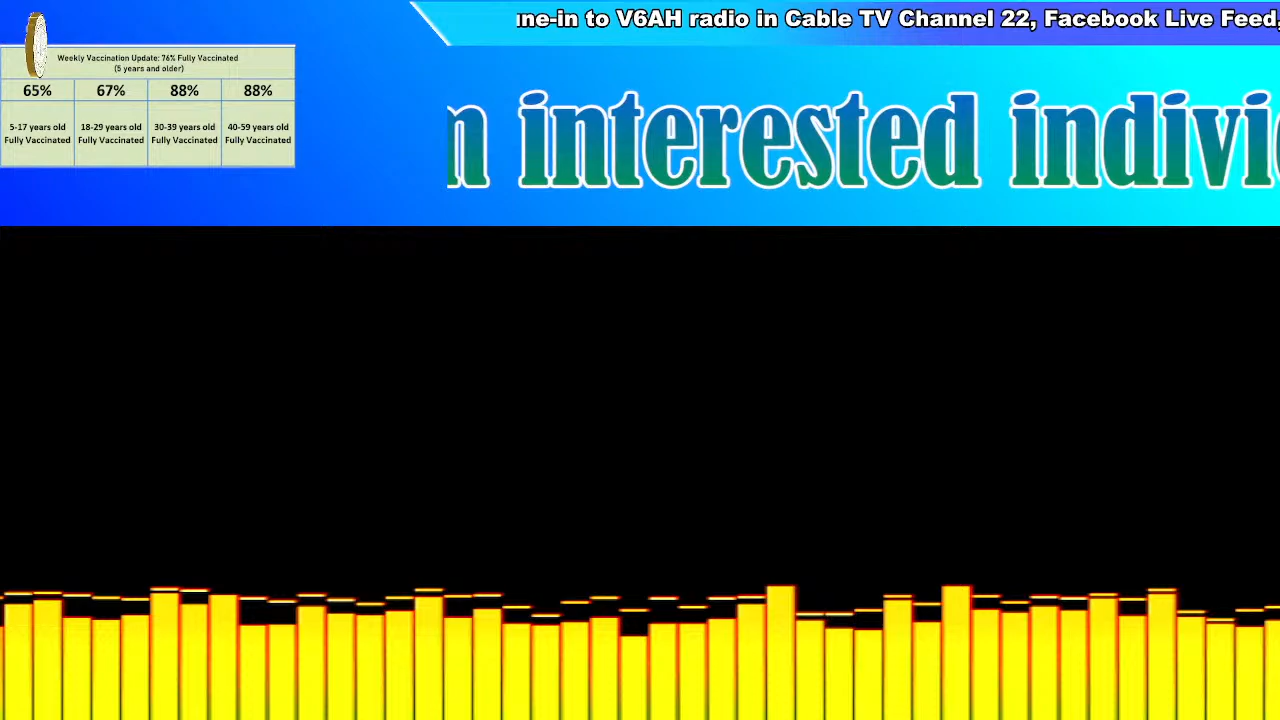 me-in to V6AH radio in Cable TV Channel 22, Facebook Live Feed,
Weekly Vaccination Update: 76% Fully Vaccinated
(5 years and older)
65% 67% 88% 88%
5-17 years old 18-29 years old 30-39 years old 40-59 years old
Fully Vaccinated Fully Vaccinated Fully Vaccinated Fully Vaccinated
n interested indivi